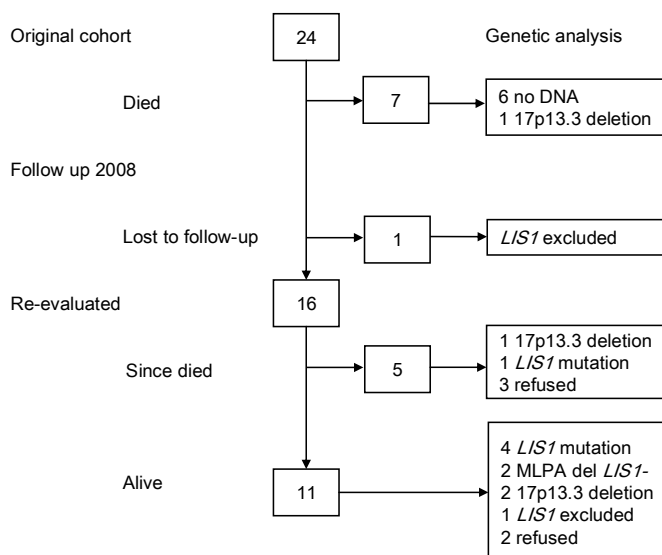 Original cohort
24
Genetic analysis
Died
7
6 no DNA
1 17p13.3 deletion
Follow up 2008
Lost to follow-up
1
LIS1 excluded
Re-evaluated
16
Since died
5
1 17p13.3 deletion
1 LIS1 mutation
3 refused
Alive
11
4 LIS1 mutation
2 MLPA del LIS1-
2 17p13.3 deletion
1 LIS1 excluded
2 refused